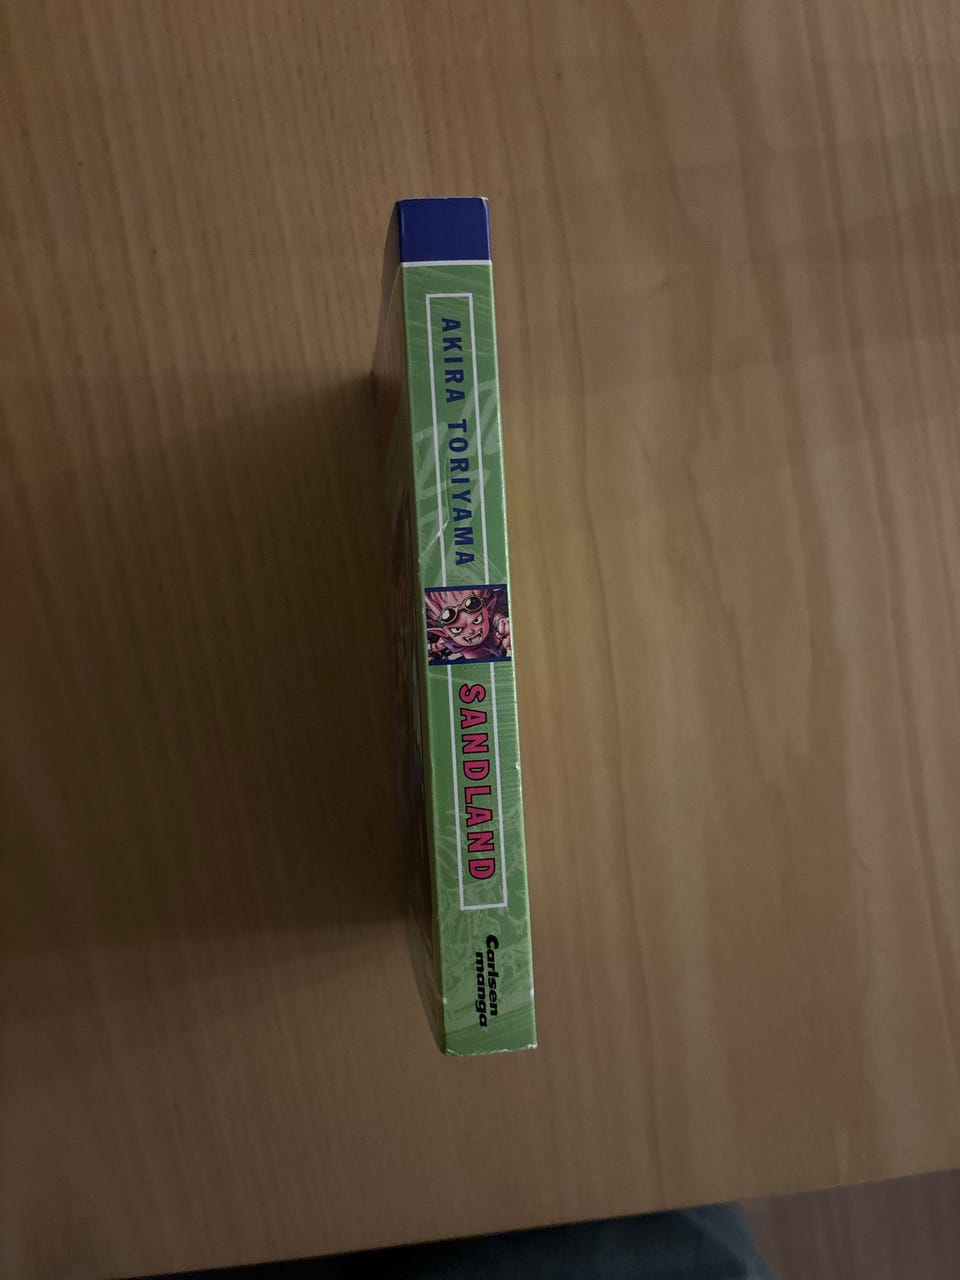 AKIRA TORIYAMA
SANDLAND
Carlsen
manga